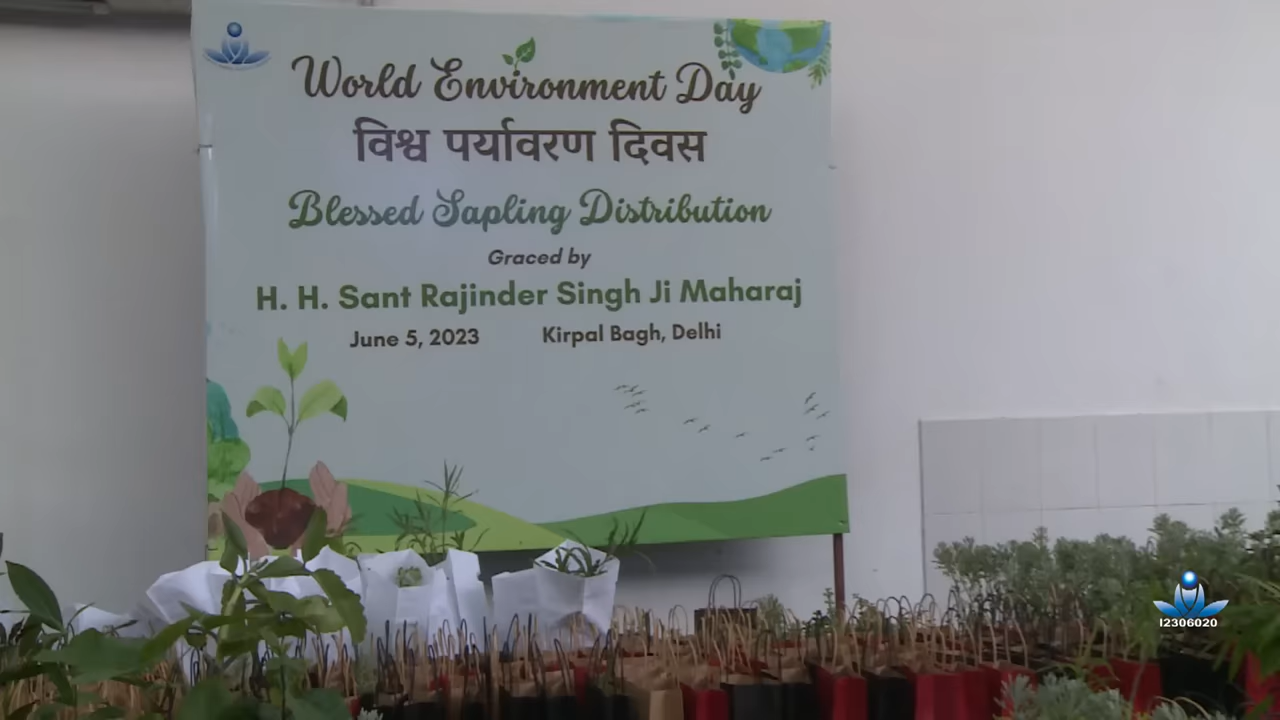 World Environment Day
विश्व पर्यावरण दिवस
Blessed Sapling Distribution
Graced by
H. H. Sant Rajinder Singh Ji Maharaj
June 5, 2023 Kirpal Bagh, Delhi
I2306020